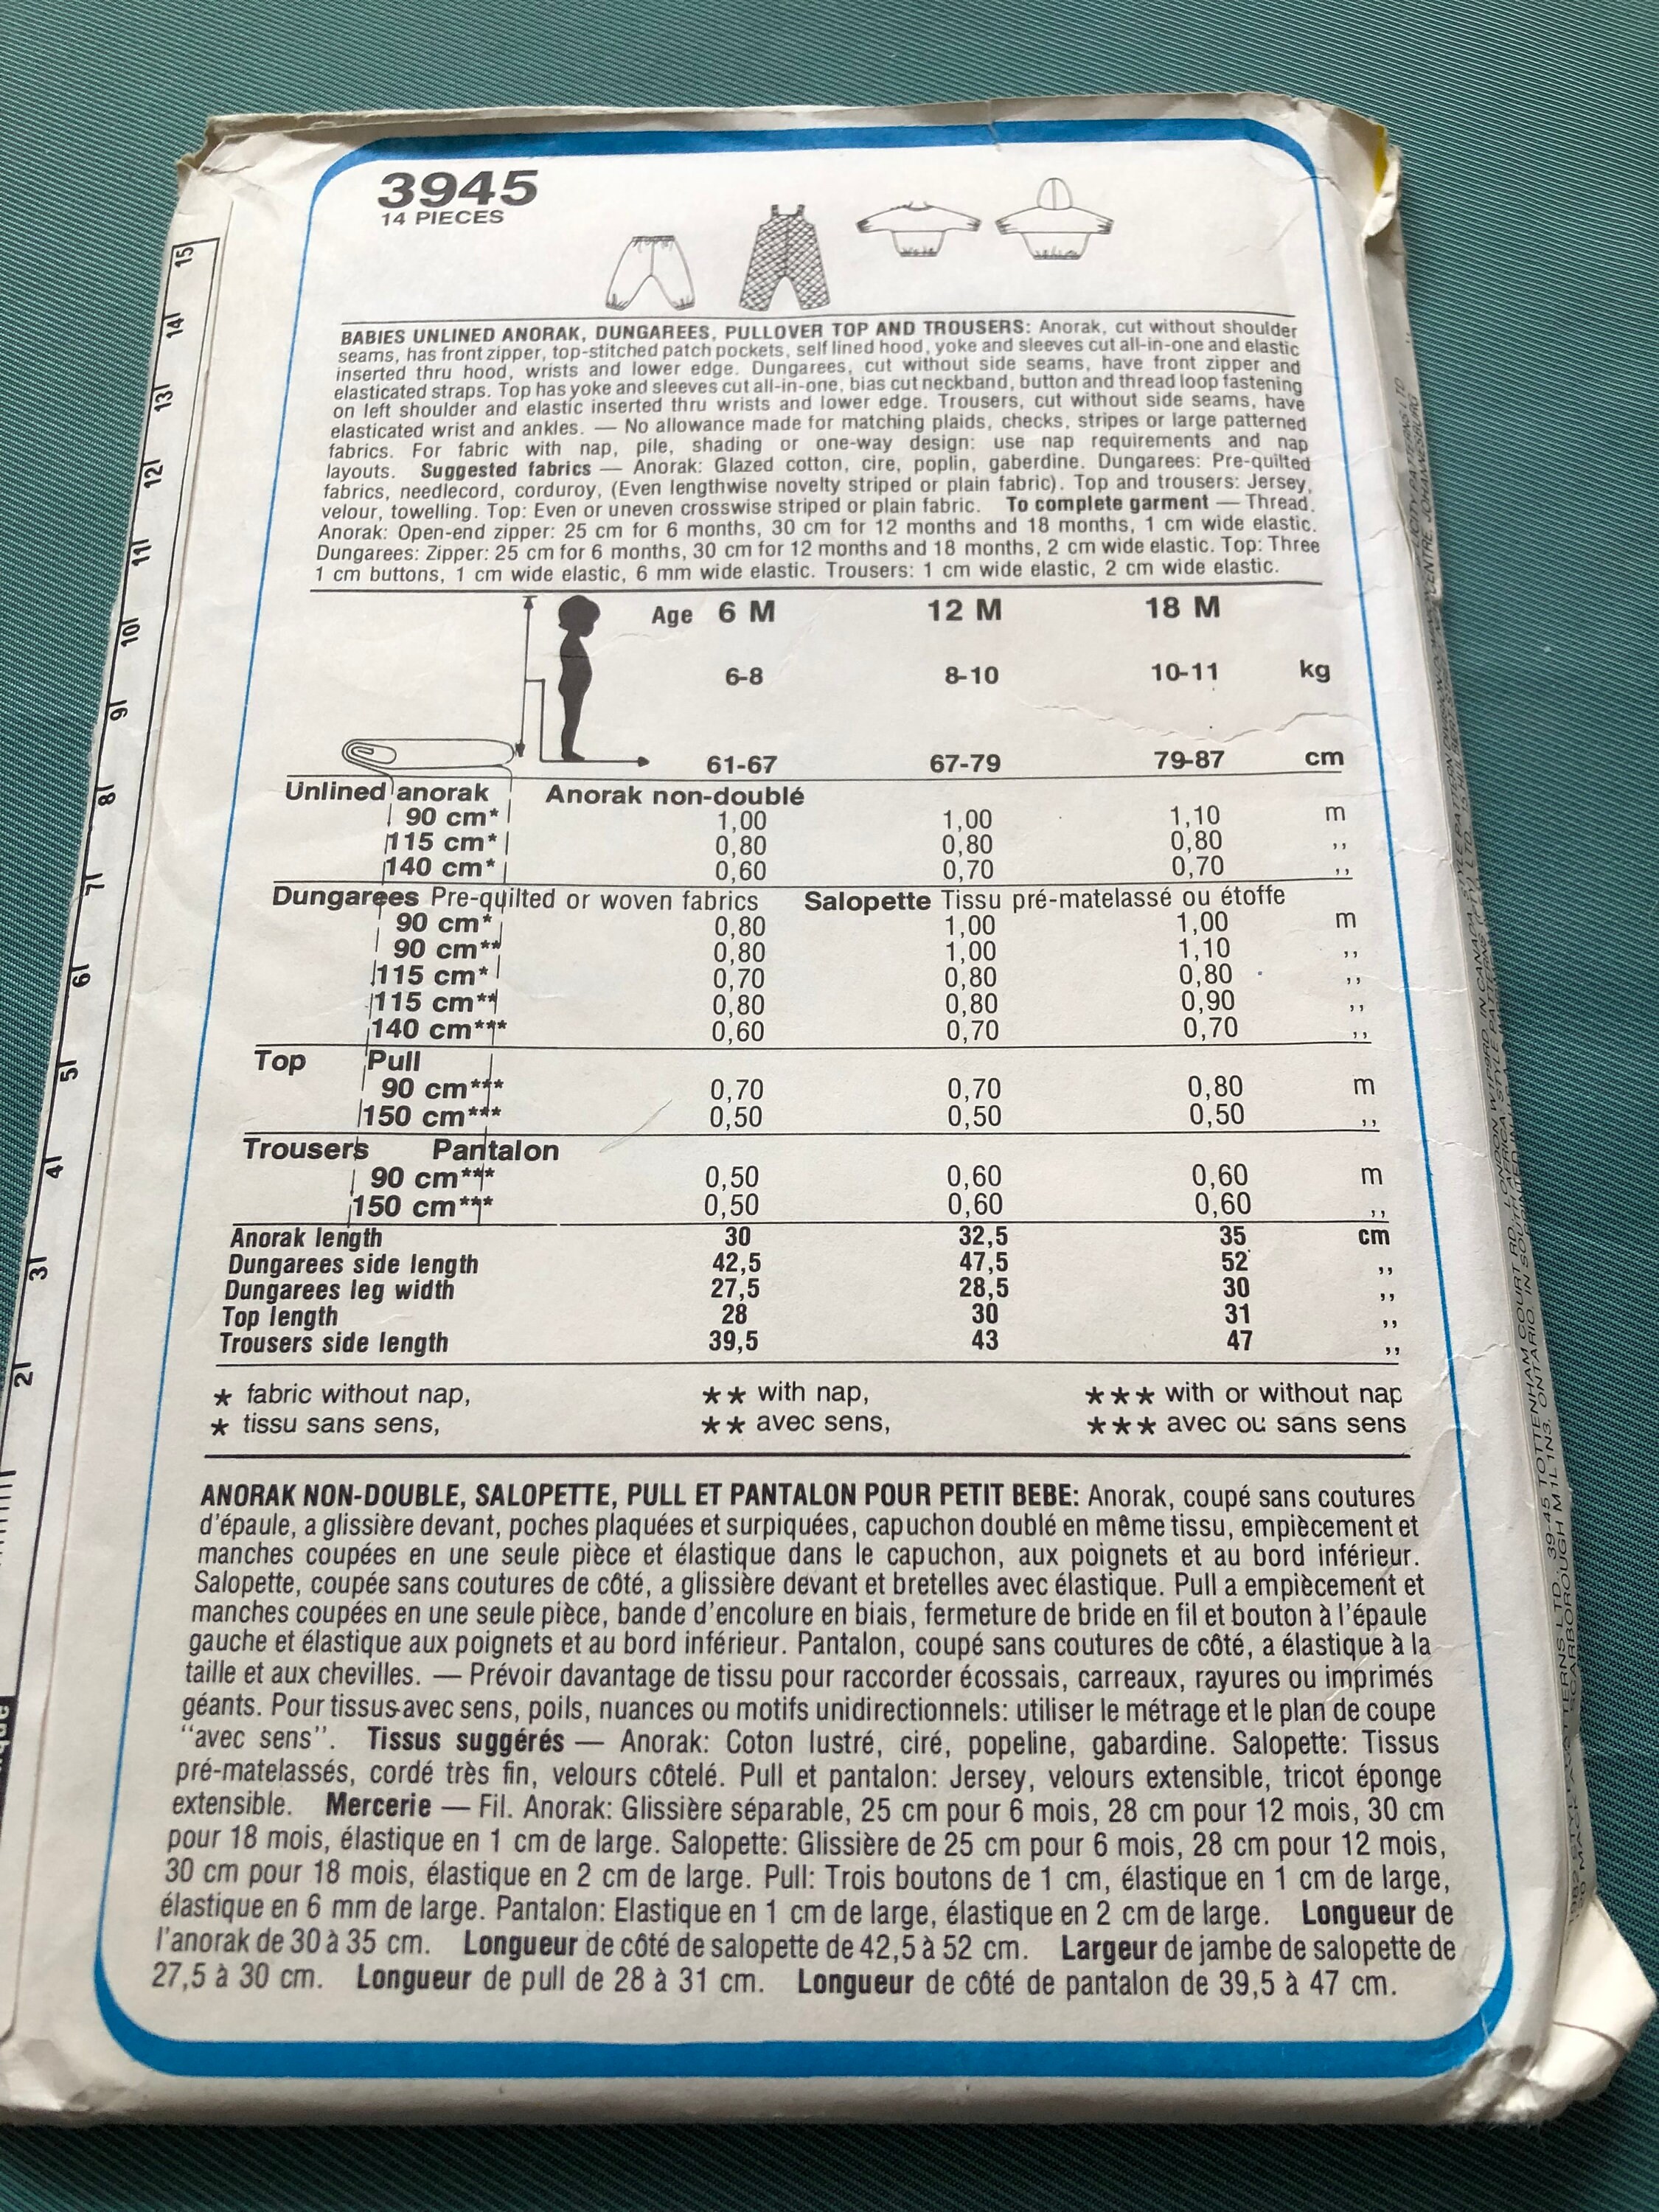 3945
14 PIECES
BABIES UNLINED ANORAK, DUNGAREES, PULLOVER TOP AND TROUSERS: Anorak, cut without shoulder
seams, has front zipper, top-stitched patch pockets, self lined hood, yoke and sleeves cut all-in-one and elastic
inserted thru hood, wrists and lower edge. Dungarees, cut without side seams, have front zipper and
elasticated straps. Top has yoke and sleeves cut all-in-one, bias cut neckband, button and thread loop fastening
on left shoulder and elastic inserted thru wrists and lower edge. Trousers, cut without side seams, have
elasticated wrist and ankles. — No allowance made for matching plaids, checks, stripes or large patterned
fabrics. For fabric with nap, pile, shading or one-way design: use nap requirements and nap
layouts. Suggested fabrics — Anorak: Glazed cotton, cire, poplin, gaberdine. Dungarees: Pre-quilted
fabrics, needlecord, corduroy, (Even lengthwise novelty striped or plain fabric). Top and trousers: Jersey,
velour, towelling. Top: Even or uneven crosswise striped or plain fabric. To complete garment — Thread.
Anorak: Open-end zipper: 25 cm for 6 months, 30 cm for 12 months and 18 months, 1 cm wide elastic.
Dungarees: Zipper: 25 cm for 6 months, 30 cm for 12 months and 18 months, 2 cm wide elastic. Top: Three
1 cm buttons, 1 cm wide elastic, 6 mm wide elastic. Trousers: 1 cm wide elastic, 2 cm wide elastic.
Age 6 M 12 M 18 M
6-8 8-10 10-11 kg
61-67 67-79 79-87 cm
Unlined anorak Anorak non-doublé
90 cm* 1,00 1,00 1,10 m
115 cm* 0,80 0,80 0,80 ,,
140 cm* 0,60 0,70 0,70 ,,
Dungarees Pre-quilted or woven fabrics Salopette Tissu pré-matelassé ou étoffe
90 cm* 0,80 1,00 1,00 m
90 cm** 0,80 1,00 1,10 ,,
115 cm* 0,70 0,80 0,80 ,,
115 cm** 0,80 0,80 0,90 ,,
140 cm*** 0,60 0,70 0,70 ,,
Top Pull
90 cm*** 0,70 0,70 0,80 m
150 cm*** 0,50 0,50 0,50 ,,
Trousers Pantalon
90 cm*** 0,50 0,60 0,60 m
150 cm*** 0,50 0,60 0,60 ,,
Anorak length 30 32,5 35 cm
Dungarees side length 42,5 47,5 52 ,,
Dungarees leg width 27,5 28,5 30 ,,
Top length 28 30 31 ,,
Trousers side length 39,5 43 47 ,,
* fabric without nap, ** with nap, *** with or without nap
* tissu sans sens, ** avec sens, *** avec ou sans sens
ANORAK NON-DOUBLE, SALOPETTE, PULL ET PANTALON POUR PETIT BEBE: Anorak, coupé sans coutures
d'épaule, a glissière devant, poches plaquées et surpiquées, capuchon doublé en même tissu, empiècement et
manches coupées en une seule pièce et élastique dans le capuchon, aux poignets et au bord inférieur.
Salopette, coupée sans coutures de côté, a glissière devant et bretelles avec élastique. Pull a empiècement et
manches coupées en une seule pièce, bande d'encolure en biais, fermeture de bride en fil et bouton à l'épaule
gauche et élastique aux poignets et au bord inférieur. Pantalon, coupé sans coutures de côté, a élastique à la
taille et aux chevilles. — Prévoir davantage de tissu pour raccorder écossais, carreaux, rayures ou imprimés
géants. Pour tissus avec sens, poils, nuances ou motifs unidirectionnels: utiliser le métrage et le plan de coupe
"avec sens". Tissus suggérés — Anorak: Coton lustré, ciré, popeline, gabardine. Salopette: Tissus
pré-matelassés, cordé très fin, velours côtelé. Pull et pantalon: Jersey, velours extensible, tricot éponge
extensible. Mercerie — Fil. Anorak: Glissière séparable, 25 cm pour 6 mois, 28 cm pour 12 mois, 30 cm
pour 18 mois, élastique en 1 cm de large. Salopette: Glissière de 25 cm pour 6 mois, 28 cm pour 12 mois,
30 cm pour 18 mois, élastique en 2 cm de large. Pull: Trois boutons de 1 cm, élastique en 1 cm de large,
élastique en 6 mm de large. Pantalon: Elastique en 1 cm de large, élastique en 2 cm de large. Longueur de
l'anorak de 30 à 35 cm. Longueur de côté de salopette de 42,5 à 52 cm. Largeur de jambe de salopette de
27,5 à 30 cm. Longueur de pull de 28 à 31 cm. Longueur de côté de pantalon de 39,5 à 47 cm.
15
14
13
12
11
10
9
8
7
6
5
4
3
2